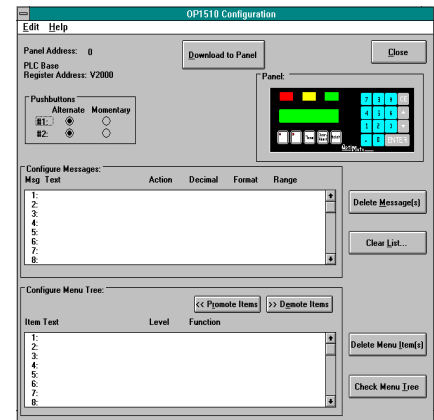 OP1510 Configuration
Edit Help
Panel Address: 0
Download to Panel
Close
PLC Base
Register Address: V2000
Panel:
Pushbuttons
Alternate Momentary
#1:
#2:
7 8 9 CE
4 5 6
1 2 3
0 ENTER
Configure Messages:
Msg Text Action Decimal Format Range
1:
2:
3:
4:
5:
6:
7:
8:
Delete Message(s)
Clear List...
Configure Menu Tree:
<< Promote Items >> Demote Items
Item Text Level Function
1:
2:
3:
4:
5:
6:
7:
8:
Delete Menu Item(s)
Check Menu Tree